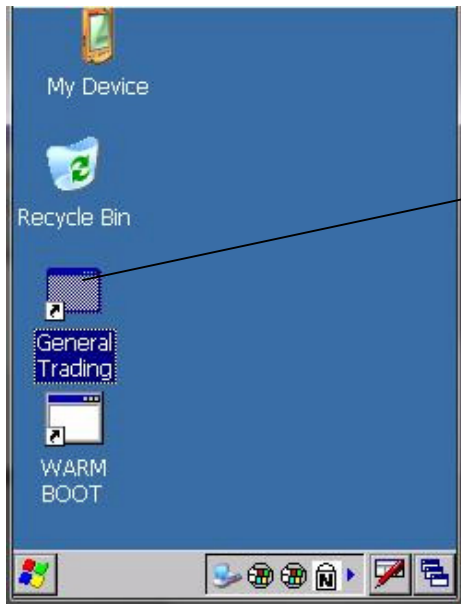 My Device
Recycle Bin
General
Trading
WARM
BOOT
N